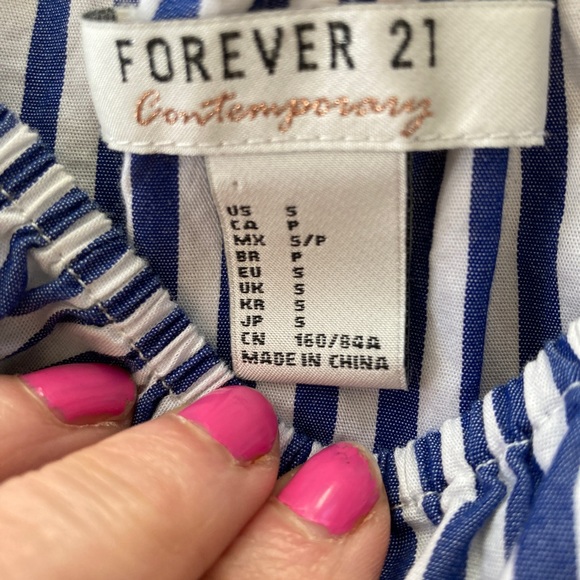 FOREVER 21
Contemporary
US S
CA P
MX S/P
BR P
EU S
UK S
KR S
JP S
CN 160/84A
MADE IN CHINA